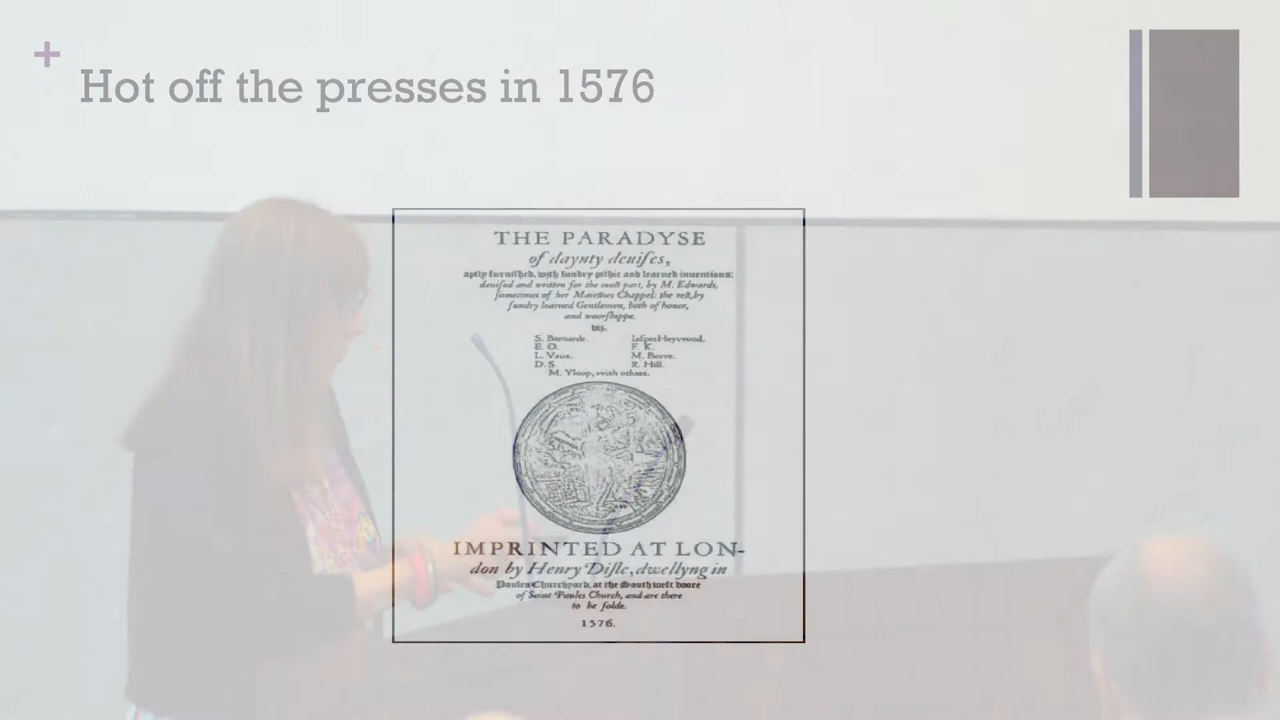 +
Hot off the presses in 1576
THE PARADYSE
of daynty deuiſes,
aptly furniſhed, with ſundry pithie and learned inuentions:
deuiſed and written for the moſt part, by M. Edwards,
ſometimes of her Maieſties Chappel: the reſt, by
ſundry learned Gentlemen, both of honor,
and woorſhippe.
viz.
S. Barnarde. Iaſper Heyvvood.
E. O. F. K.
L. Vaux. M. Bevve.
D. S. R. Hill.
M. Yloop, vvith others.
IMPRINTED AT LON-
don by Henry Diſle, dwellyng in
Paules Churchyard, at the South weſt doore
of Saint Paules Church, and are there
to be ſolde.
1576.